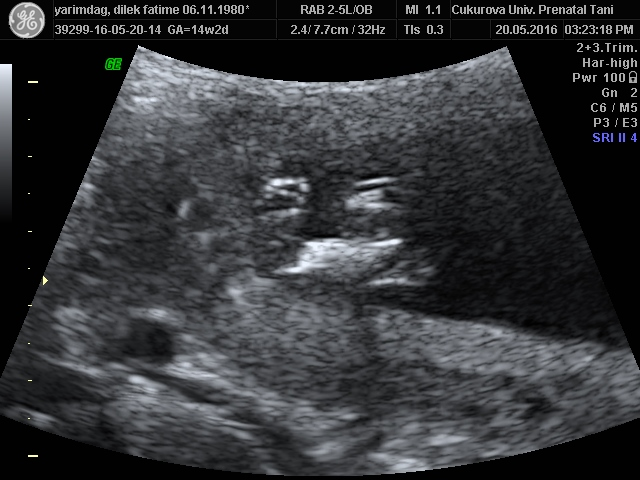 yarimdag, dilek fatime 06.11.1980* RAB 2-5L/OB MI 1.1 Cukurova Univ. Prenatal Tani
39299-16-05-20-14 GA=14w2d 2.4/7.7cm / 32Hz TIs 0.3 20.05.2016 03:23:18 PM
2+3.Trim.
Har-high
Pwr 100
Gn 2
C6 / M5
P3 / E3
SRI II 4
GE